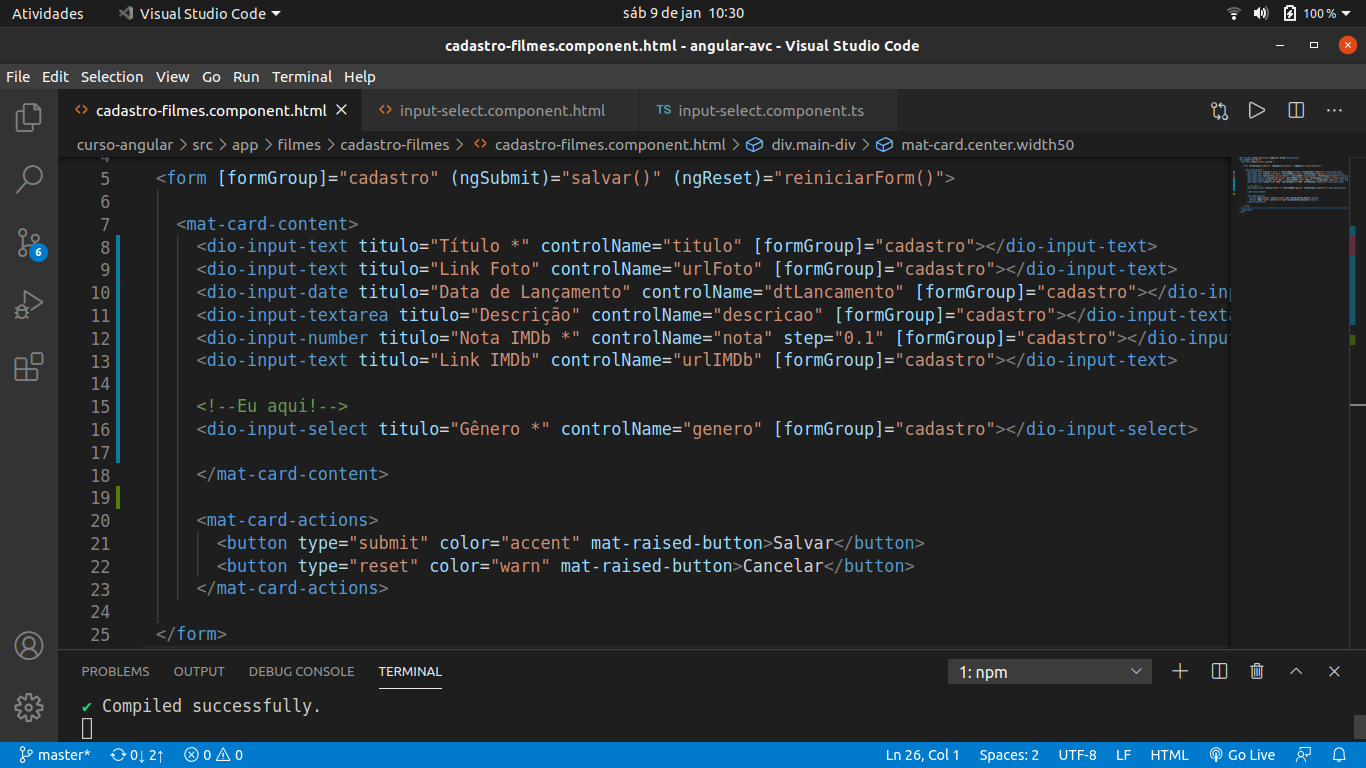 Atividades Visual Studio Code sáb 9 de jan 10:30 100 %
cadastro-filmes.component.html - angular-avc - Visual Studio Code
File Edit Selection View Go Run Terminal Help
cadastro-filmes.component.html input-select.component.html TS input-select.component.ts
curso-angular > src > app > filmes > cadastro-filmes > cadastro-filmes.component.html > div.main-div > mat-card.center.width50
4
5 <form [formGroup]="cadastro" (ngSubmit)="salvar()" (ngReset)="reiniciarForm()">
6
7 <mat-card-content>
8 <dio-input-text titulo="Título *" controlName="titulo" [formGroup]="cadastro"></dio-input-text>
9 <dio-input-text titulo="Link Foto" controlName="urlFoto" [formGroup]="cadastro"></dio-input-text>
10 <dio-input-date titulo="Data de Lançamento" controlName="dtLancamento" [formGroup]="cadastro"></dio-inp
11 <dio-input-textarea titulo="Descrição" controlName="descricao" [formGroup]="cadastro"></dio-input-texta
12 <dio-input-number titulo="Nota IMDb *" controlName="nota" step="0.1" [formGroup]="cadastro"></dio-inpu
13 <dio-input-text titulo="Link IMDb" controlName="urlIMDb" [formGroup]="cadastro"></dio-input-text>
14
15 <!--Eu aqui!-->
16 <dio-input-select titulo="Gênero *" controlName="genero" [formGroup]="cadastro"></dio-input-select>
17
18 </mat-card-content>
19
20 <mat-card-actions>
21 <button type="submit" color="accent" mat-raised-button>Salvar</button>
22 <button type="reset" color="warn" mat-raised-button>Cancelar</button>
23 </mat-card-actions>
24
25 </form>
6
PROBLEMS OUTPUT DEBUG CONSOLE TERMINAL 1: npm
✔ Compiled successfully.
master* 0↓ 2↑ 0 0 Ln 26, Col 1 Spaces: 2 UTF-8 LF HTML Go Live